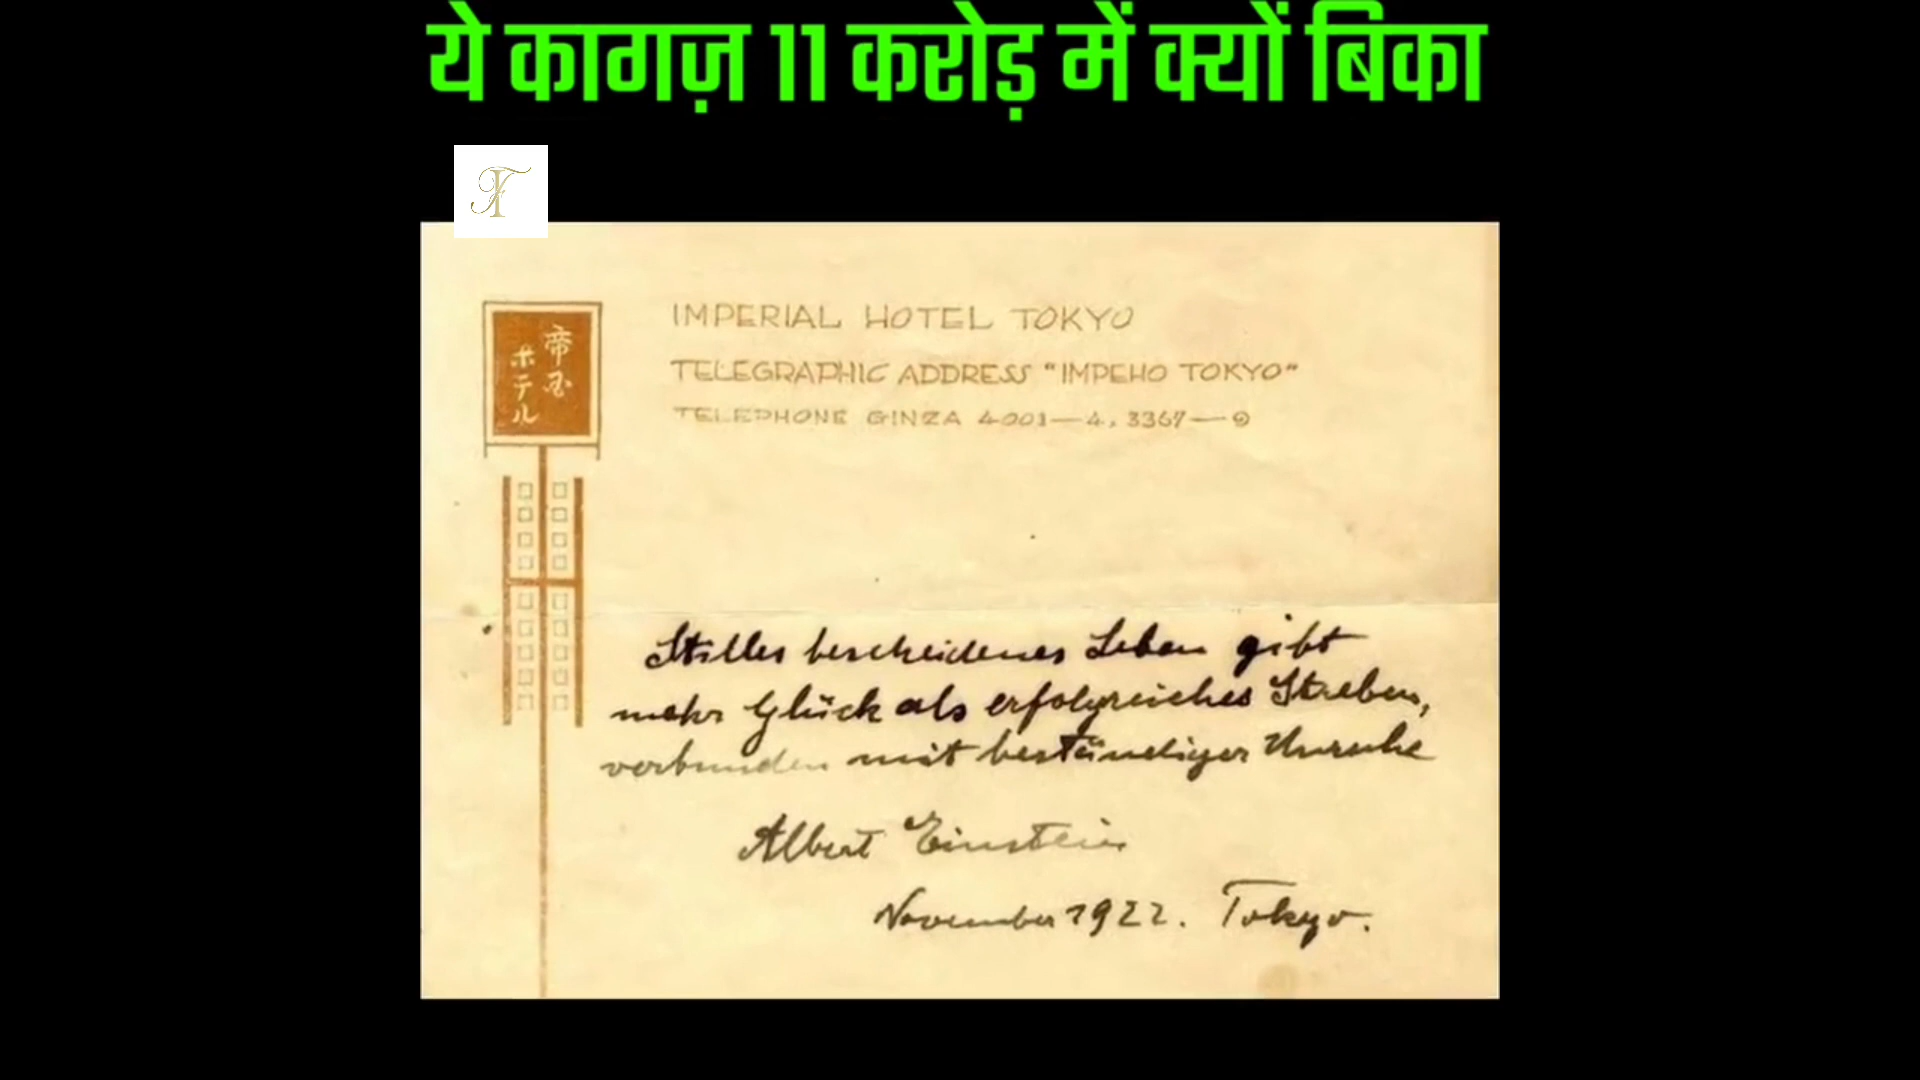 ये कागज़ 11 करोड़ में क्यों बिका
IMPERIAL HOTEL TOKYO
TELEGRAPHIC ADDRESS "IMPEHO TOKYO"
TELEPHONE GINZA 4001—4, 3367—9
帝国
ホテル
Stilles bescheidenes Leben gibt
mehr Glück als erfolgreiches Streben,
verbunden mit beständiger Unruhe
Albert Einstein
November 1922. Tokyo.